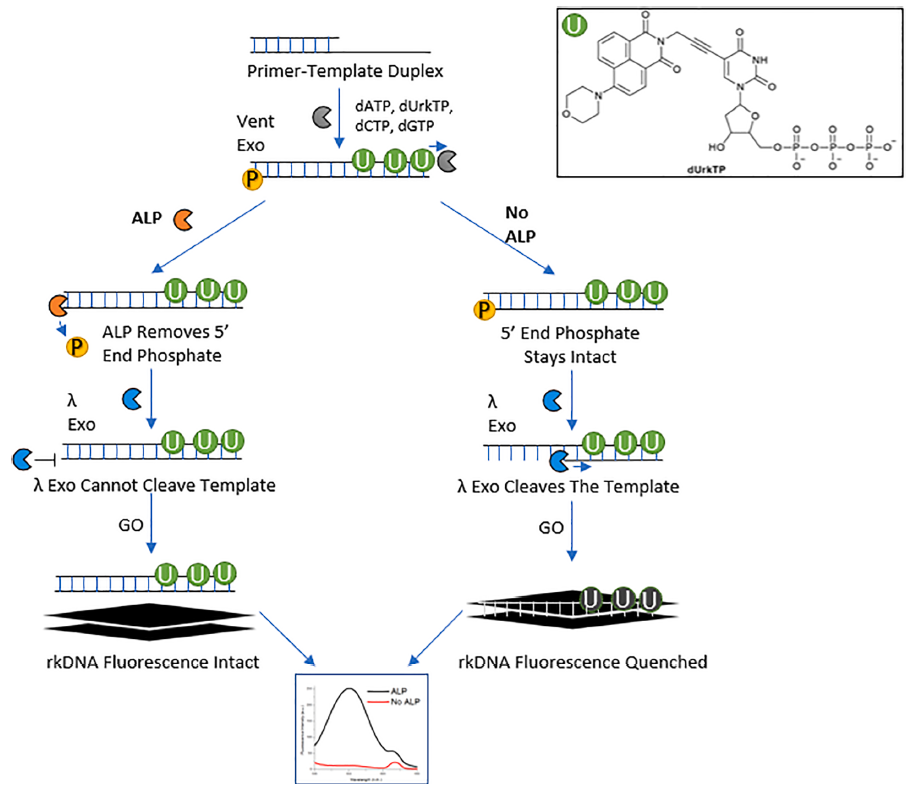 U
Primer-Template Duplex
Vent
Exo
dATP, dUrkTP,
dCTP, dGTP
U U U
P
O
N
O
O
NH
N
O
N
O
O
HO
O
P
O
O⁻
O
P
O
O⁻
O
P
O
O⁻
O⁻
dUrkTP
ALP
No
ALP
U U U
P
ALP Removes 5′
End Phosphate
U U U
P
5′ End Phosphate
Stays Intact
λ
Exo
λ
Exo
U U U
λ Exo Cannot Cleave Template
U U U
λ Exo Cleaves The Template
GO
GO
U U U
rkDNA Fluorescence Intact
U U U
rkDNA Fluorescence Quenched
ALP
No ALP